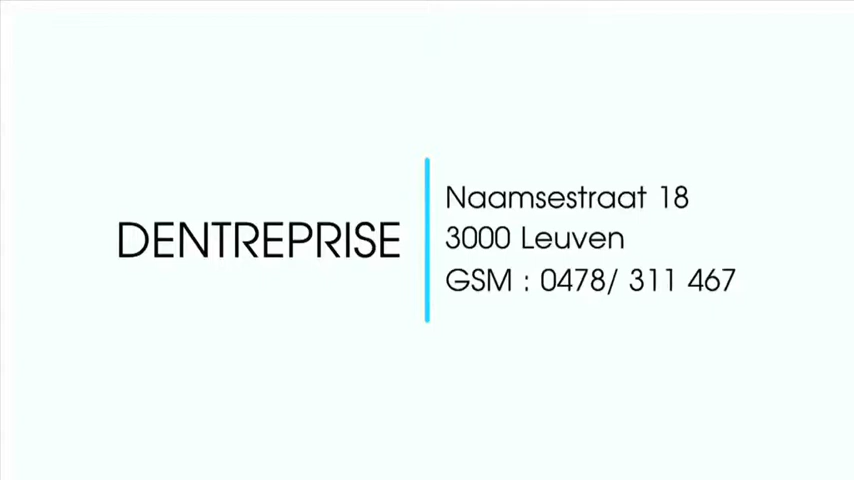 DENTREPRISE
Naamsestraat 18
3000 Leuven
GSM : 0478/ 311 467